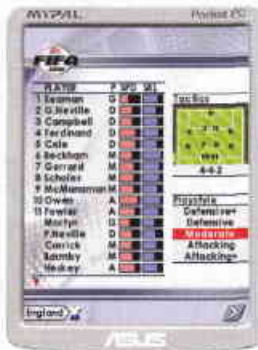 MYPAL Pocket PC
FIFA
PLAYER P SPD SKL
1 Seaman G
2 G.Neville D
3 Campbell D
4 Ferdinand D
5 Cole D
6 Beckham M
7 Gerrard M
8 Scholes M
9 McManaman M
10 Owen A
11 Fowler A
Martyn G
P.Neville D
Carrick M
Barmby M
Heskey A
Tactics
4-4-2
Playstyle
Defensive+
Defensive
Moderate
Attacking
Attacking+
England
ASUS